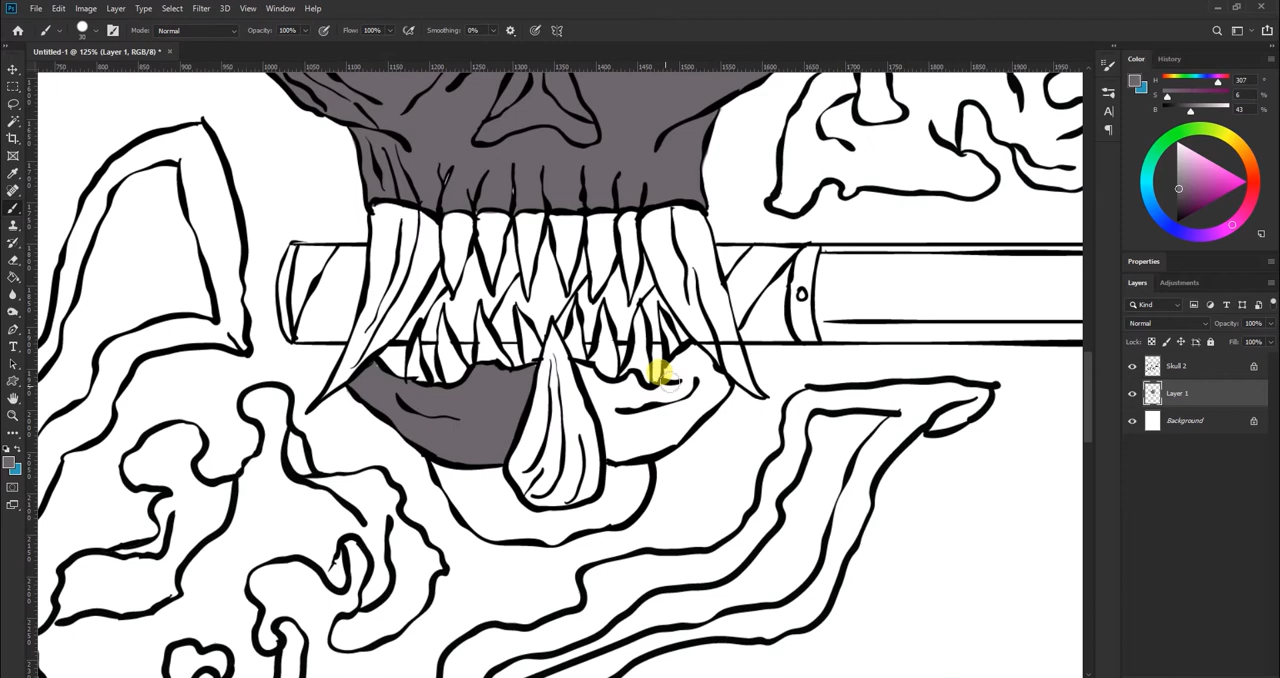 Ps File Edit Image Layer Type Select Filter 3D View Window Help
30 Mode: Normal Opacity: 100% Flow: 100% Smoothing: 0%
Untitled-1 @ 125% (Layer 1, RGB/8) * ×
750 800 850 900 950 1000 1050 1100 1150 1200 1250 1300 1350 1400 1450 1500 1550 1600 1650 1700 1750 1800 1850 1900 1950
Color History
H 307 °
S 6 %
B 43 %
Properties
Layers Adjustments
Kind
Normal Opacity: 100%
Lock: Fill: 100%
Skull 2
Layer 1
Background